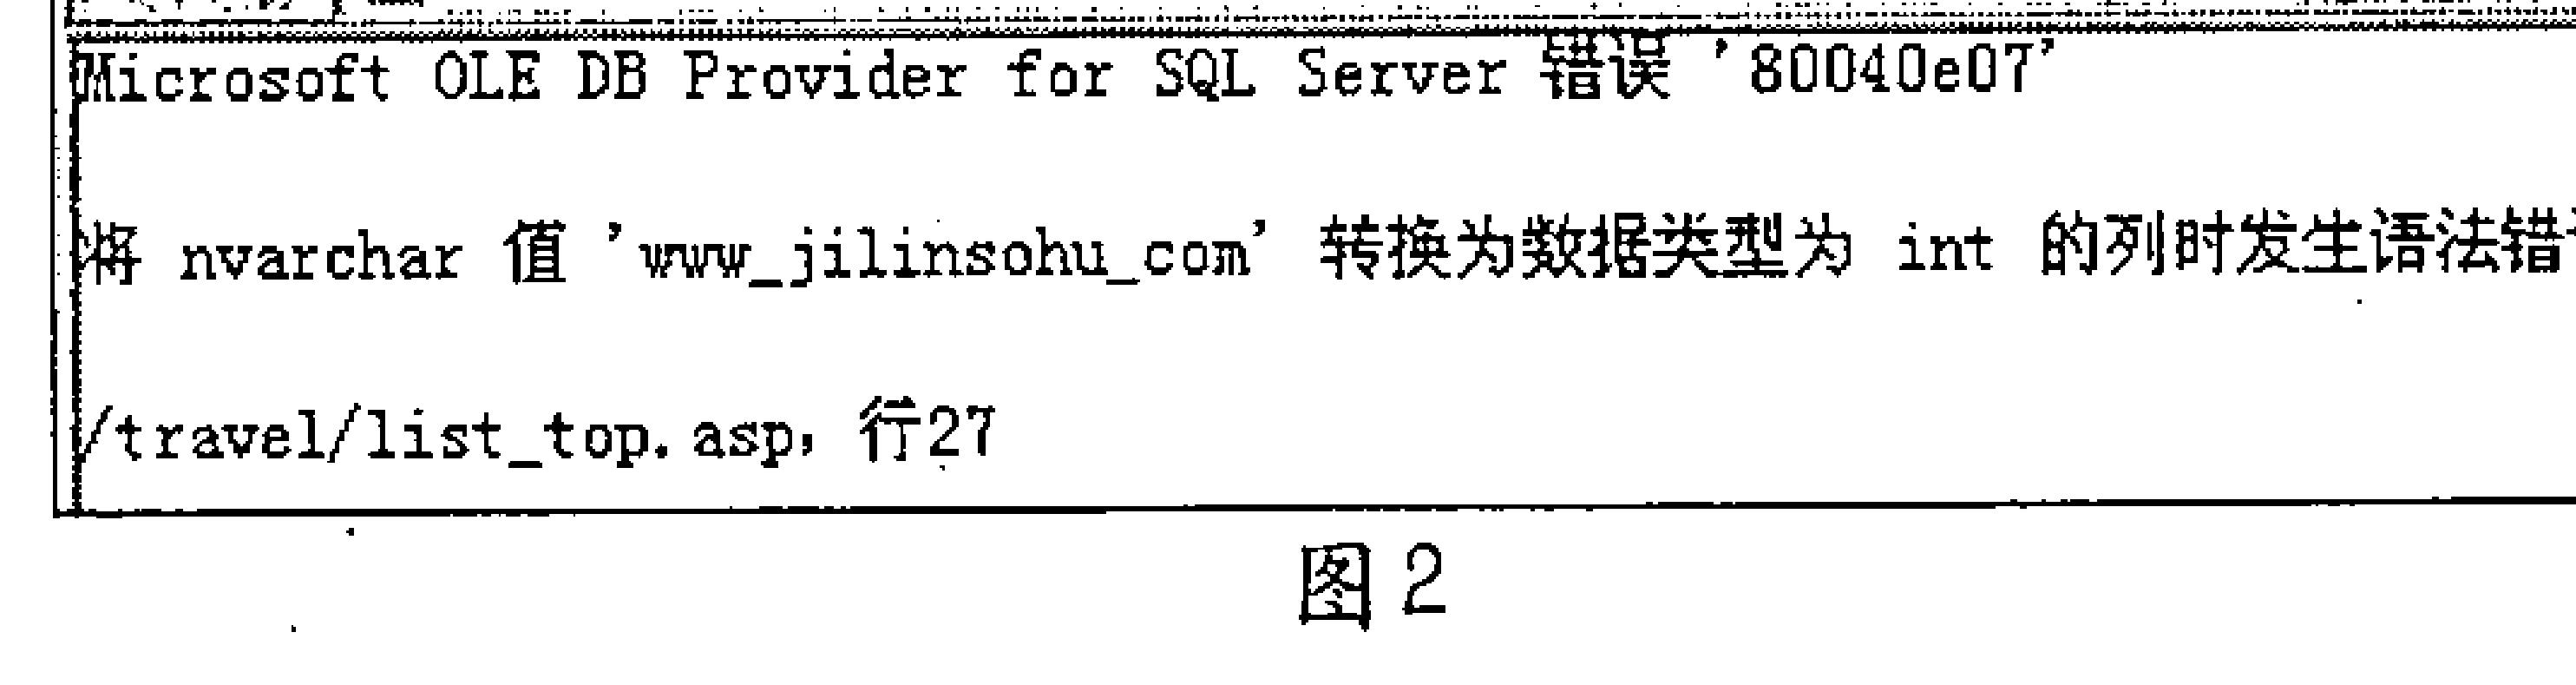 Microsoft OLE DB Provider for SQL Server 错误 '80040e07'
将 nvarchar 值 'www_jilinsohu_com' 转换为数据类型为 int 的列时发生语法错
/travel/list_top.asp，行27
图2